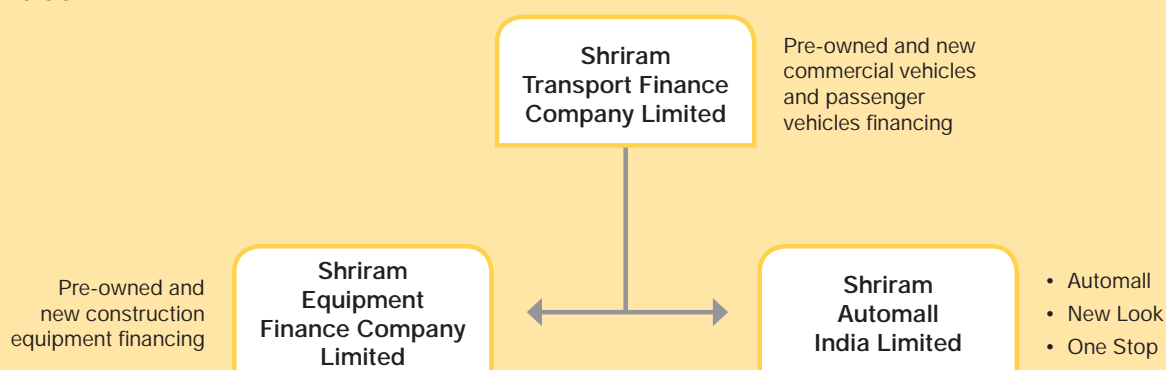 Shriram
Transport Finance
Company Limited
Pre-owned and new
commercial vehicles
and passenger
vehicles financing
Pre-owned and
new construction
equipment financing
Shriram
Equipment
Finance Company
Limited
Shriram
Automall
India Limited
• Automall
• New Look
• One Stop